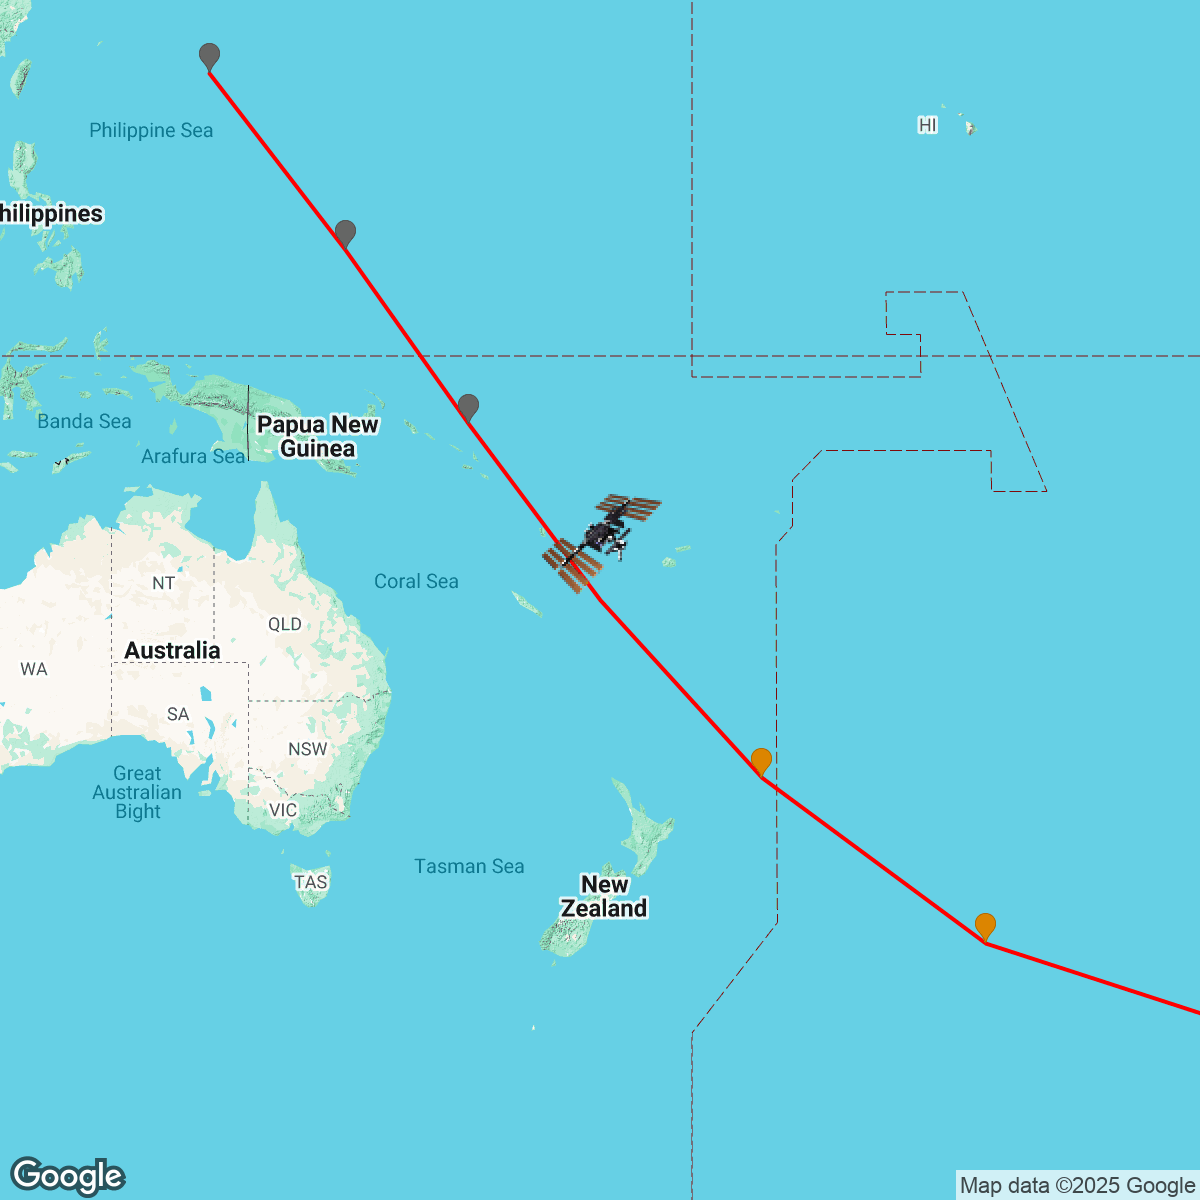 HI
Philippine Sea
hilippines
Banda Sea
Papua New
Guinea
Arafura Sea
NT
Coral Sea
QLD
Australia
WA
SA
NSW
Great
Australian
Bight
VIC
TAS
Tasman Sea
New
Zealand
Google
Map data ©2025 Google